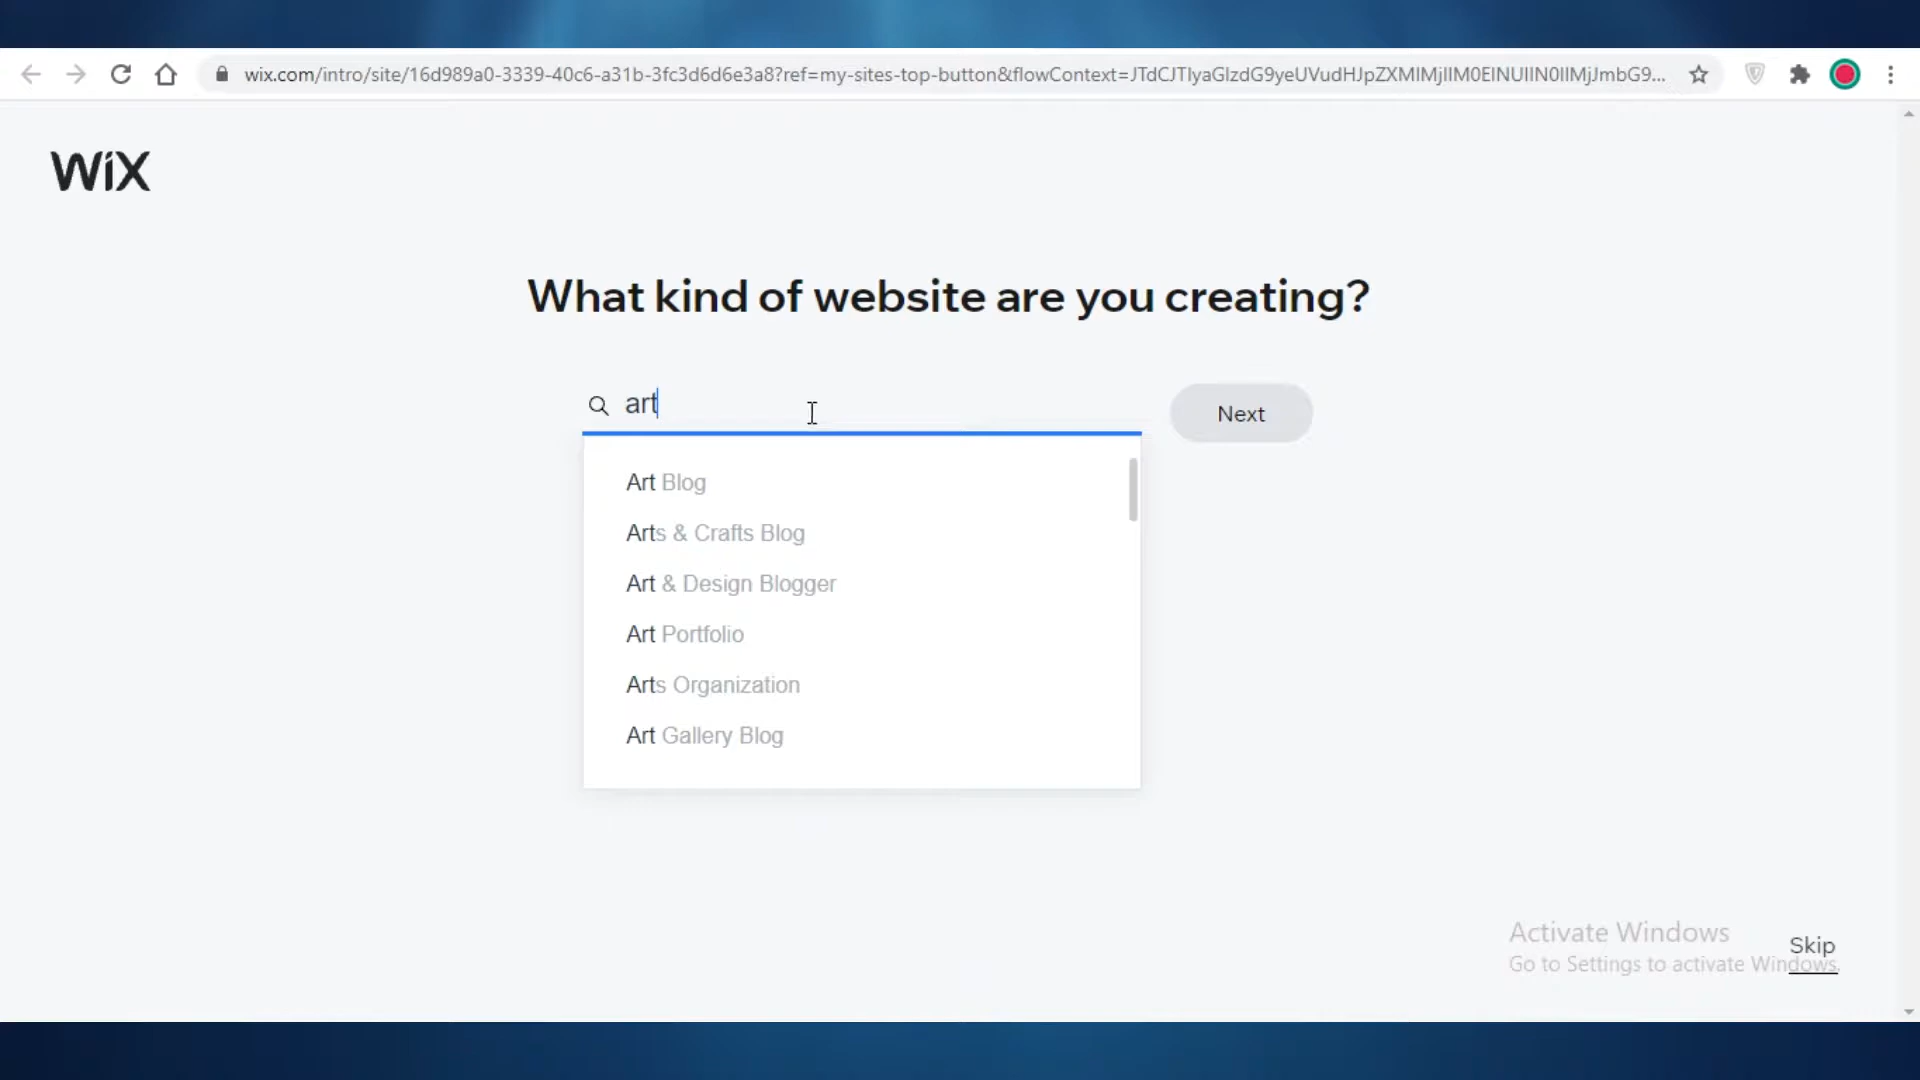 wix.com/intro/site/16d989a0-3339-40c6-a31b-3fc3d6d6e3a8?ref=my-sites-top-button&flowContext=JTdCJTIyaGlzdG9yeUVudHJpZXMlMjIlM0ElNUIlN0IlMjJmbG9...
WiX
What kind of website are you creating?
art
Next
Art Blog
Arts & Crafts Blog
Art & Design Blogger
Art Portfolio
Arts Organization
Art Gallery Blog
Activate Windows
Skip
Go to Settings to activate Windows.